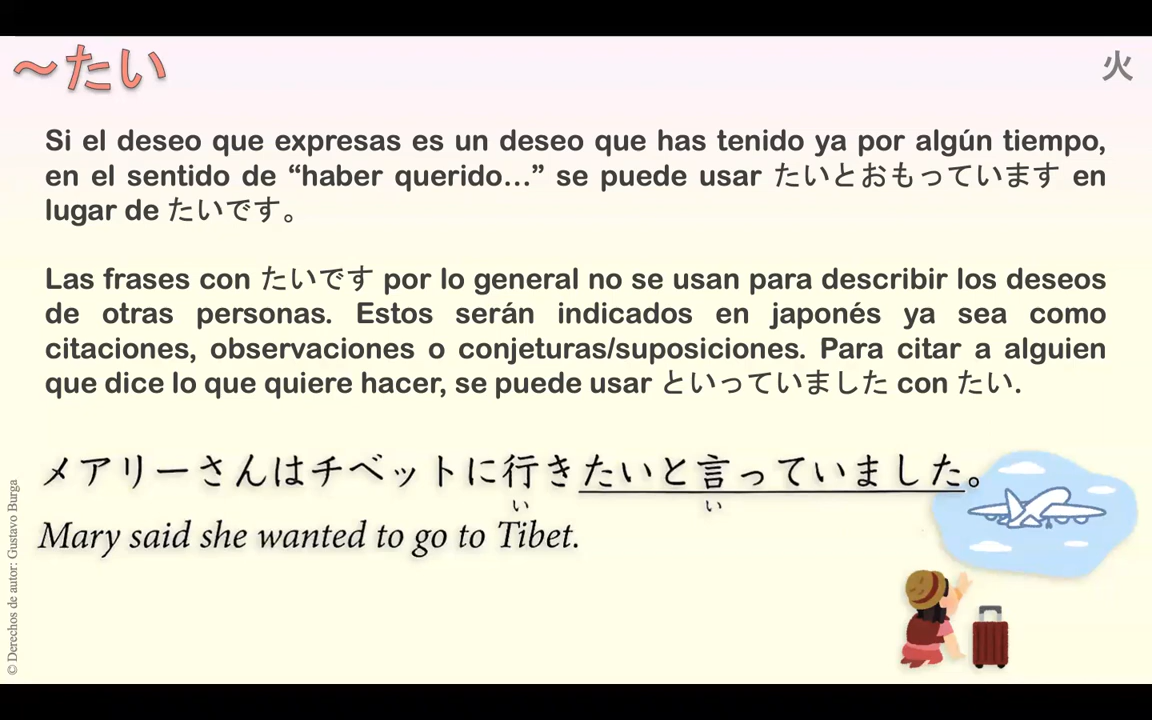 ～たい
火
Si el deseo que expresas es un deseo que has tenido ya por algún tiempo,
en el sentido de “haber querido…” se puede usar たいとおもっています en
lugar de たいです。
Las frases con たいです por lo general no se usan para describir los deseos
de otras personas. Estos serán indicados en japonés ya sea como
citaciones, observaciones o conjeturas/suposiciones. Para citar a alguien
que dice lo que quiere hacer, se puede usar といっていました con たい.
メアリーさんはチベットに行きたいと言っていました。
い い
Mary said she wanted to go to Tibet.
© Derechos de autor: Gustavo Burga